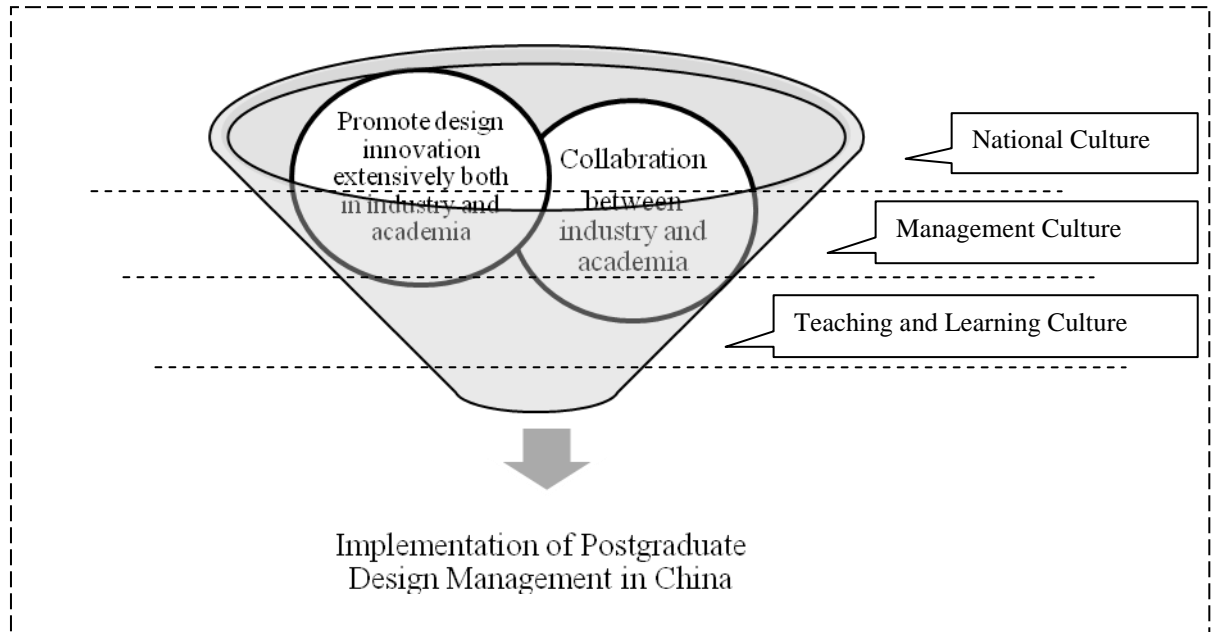 Promote design
innovation
extensively both
in industry and
academia
Collabration
between
industry and
academia
National Culture
Management Culture
Teaching and Learning Culture
Implementation of Postgraduate
Design Management in China